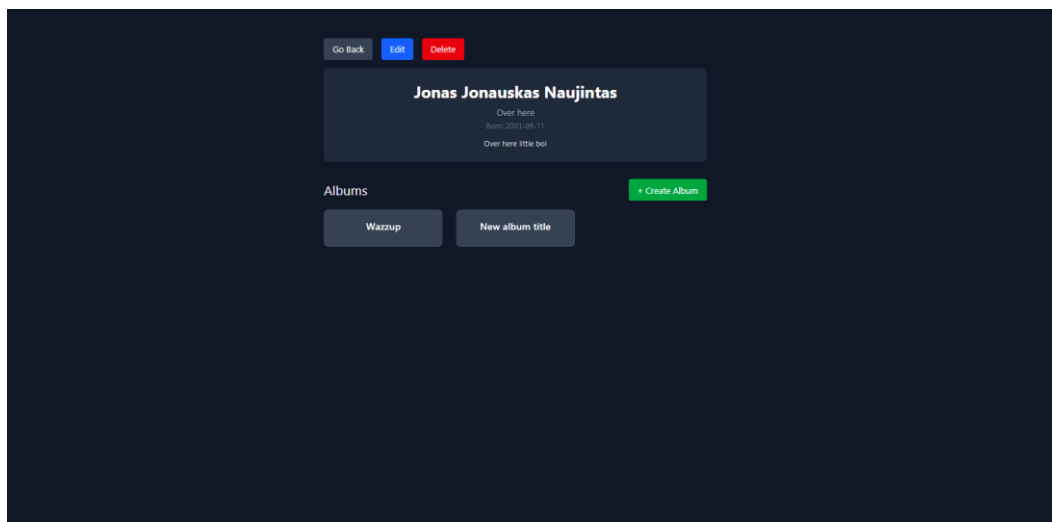 Go Back Edit Delete
Jonas Jonauskas Naujintas
Over here
Born: 2001-09-11
Over here little boi
Albums + Create Album
Wazzup New album title